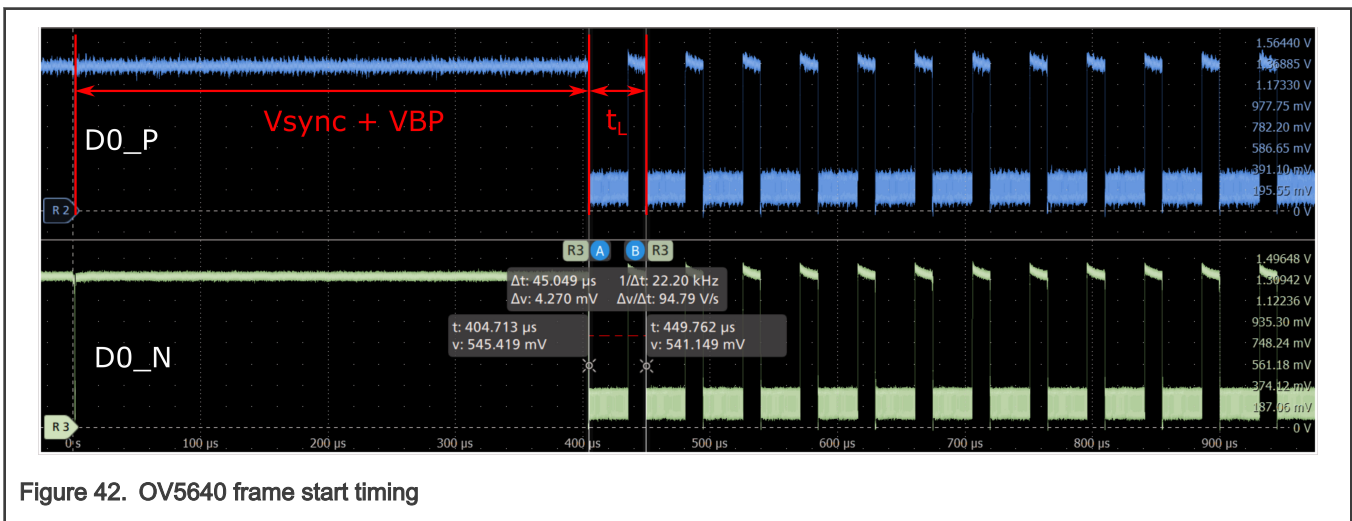 1.56440 V
1.36885 V
1.17330 V
977.75 mV
782.20 mV
586.65 mV
391.10 mV
195.55 mV
0 V
Vsync + VBP
tL
D0_P
R 2
R3 A B R3
Δt: 45.049 µs 1/Δt: 22.20 kHz
Δv: 4.270 mV Δv/Δt: 94.79 V/s
t: 404.713 µs
v: 545.419 mV
t: 449.762 µs
v: 541.149 mV
D0_N
1.49648 V
1.30942 V
1.12236 V
935.30 mV
748.24 mV
561.18 mV
374.12 mV
187.06 mV
0 V
R 3
0 s 100 µs 200 µs 300 µs 400 µs 500 µs 600 µs 700 µs 800 µs 900 µs
Figure 42. OV5640 frame start timing